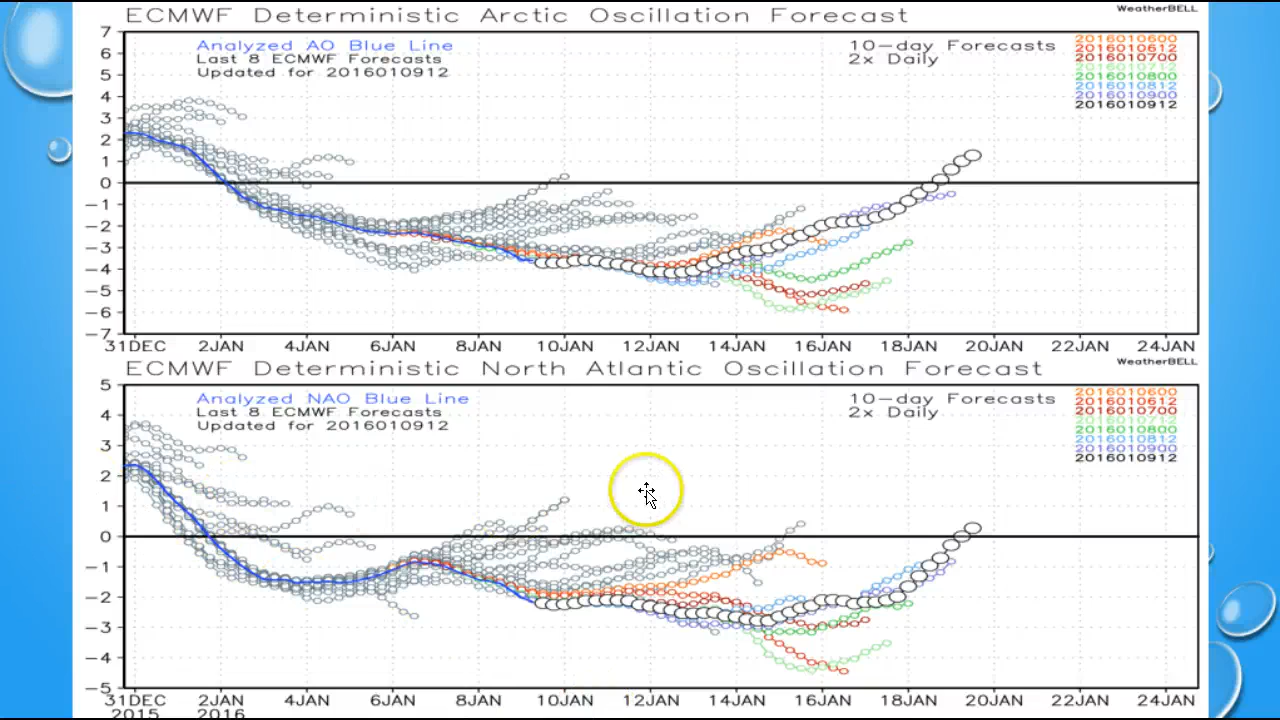 ECMWF Deterministic Arctic Oscillation Forecast
WeatherBELL
7
6
5
4
3
2
1
0
-1
-2
-3
-4
-5
-6
-7
Analyzed AO Blue Line
Last 8 ECMWF Forecasts
Updated for 2016010912
10-day Forecasts
2x Daily
2016010600
2016010612
2016010700
2016010712
2016010800
2016010812
2016010900
2016010912
31DEC 2JAN 4JAN 6JAN 8JAN 10JAN 12JAN 14JAN 16JAN 18JAN 20JAN 22JAN 24JAN
ECMWF Deterministic North Atlantic Oscillation Forecast
WeatherBELL
5
4
3
2
1
0
-1
-2
-3
-4
-5
Analyzed NAO Blue Line
Last 8 ECMWF Forecasts
Updated for 2016010912
10-day Forecasts
2x Daily
2016010600
2016010612
2016010700
2016010712
2016010800
2016010812
2016010900
2016010912
31DEC 2JAN 4JAN 6JAN 8JAN 10JAN 12JAN 14JAN 16JAN 18JAN 20JAN 22JAN 24JAN
2015 2016